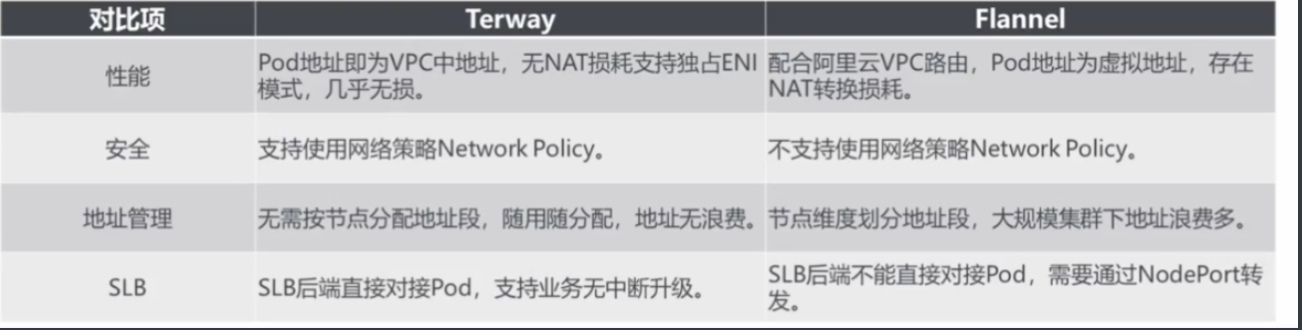 对比项
Terway
Flannel
性能
Pod地址即为VPC中地址，无NAT损耗支持独占ENI
模式，几乎无损。
配合阿里云VPC路由，Pod地址为虚拟地址，存在
NAT转换损耗。
安全
支持使用网络策略Network Policy。
不支持使用网络策略Network Policy。
地址管理
无需按节点分配地址段，随用随分配，地址无浪费。
节点维度划分地址段，大规模集群下地址浪费多。
SLB
SLB后端直接对接Pod，支持业务无中断升级。
SLB后端不能直接对接Pod，需要通过NodePort转
发。